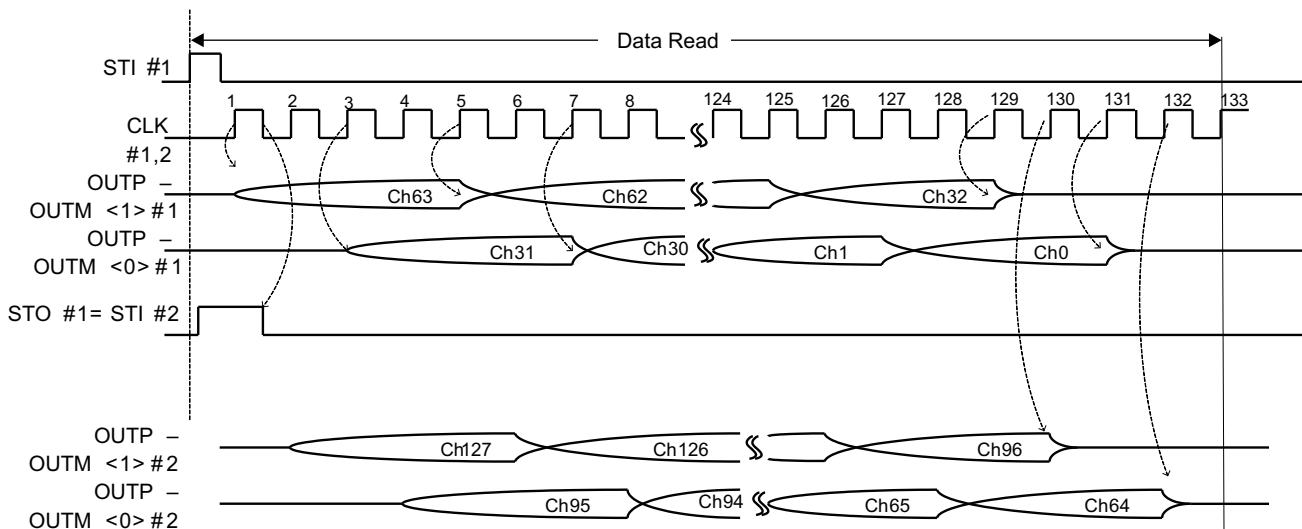 Data Read
STI #1
1 2 3 4 5 6 7 8 124 125 126 127 128 129 130 131 132 133
CLK
#1,2
OUTP –
OUTM <1> #1
Ch63 Ch62 Ch32
OUTP –
OUTM <0> #1
Ch31 Ch30 Ch1 Ch0
STO #1= STI #2
OUTP –
OUTM <1> #2
Ch127 Ch126 Ch96
OUTP –
OUTM <0> #2
Ch95 Ch94 Ch65 Ch64